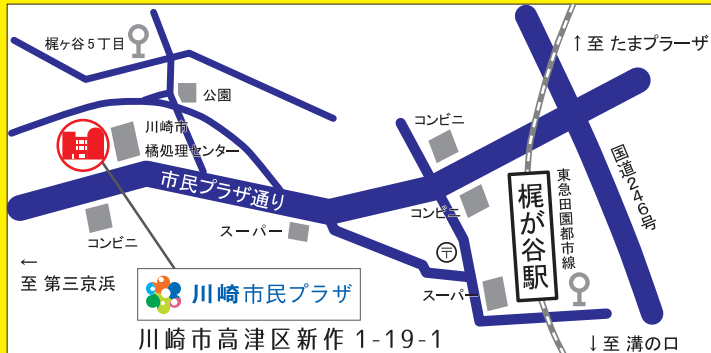 梶ヶ谷5丁目
↑至 たまプラーザ
公園
コンビニ
川崎市
橘処理センター
国道246号
東急田園都市線
市民プラザ通り
梶が谷駅
コンビニ
コンビニ
スーパー
〒
←
至 第三京浜
スーパー
川崎市民プラザ
川崎市高津区新作 1-19-1
↓至 溝の口